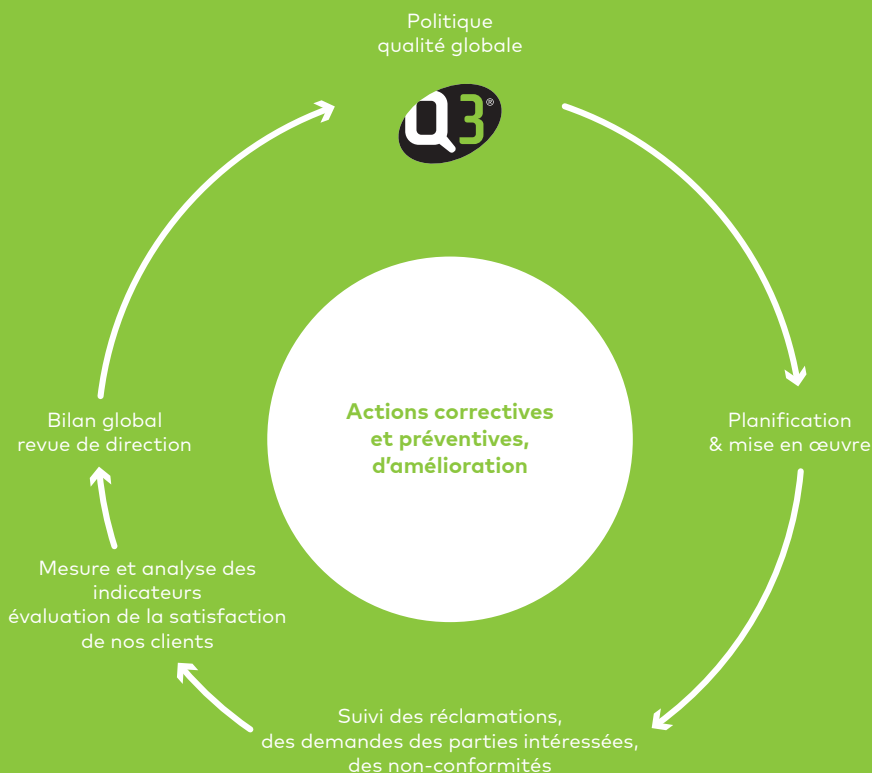 Politique
qualité globale
Q3®
Planification
& mise en œuvre
Suivi des réclamations,
des demandes des parties intéressées,
des non-conformités
Mesure et analyse des
indicateurs
évaluation de la satisfaction
de nos clients
Bilan global
revue de direction
Actions correctives
et préventives,
d'amélioration